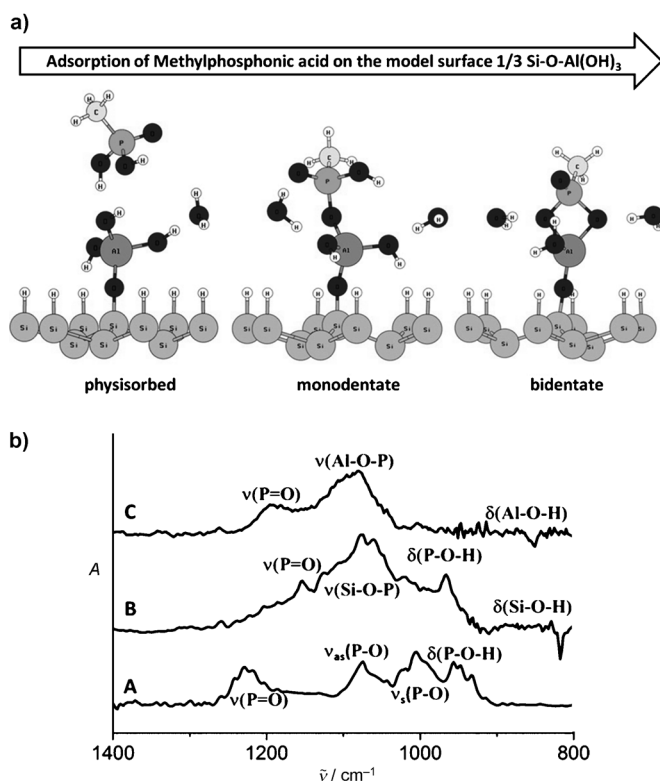 a)
Adsorption of Methylphosphonic acid on the model surface 1/3 Si-O-Al(OH)₃
physisorbed monodentate bidentate
b)
ν(Al-O-P)
C ν(P=O) δ(Al-O-H)
A
δ(P-O-H)
ν(P=O)
B ν(Si-O-P) δ(Si-O-H)
νas(P-O) δ(P-O-H)
A ν(P=O) νs(P-O)
1400 1200 1000 800
ν̃ / cm⁻¹